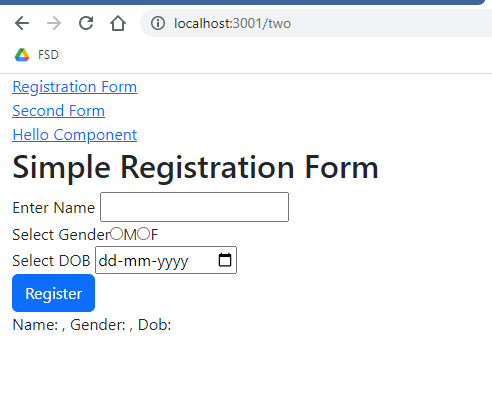 localhost:3001/two
FSD
Registration Form
Second Form
Hello Component
Simple Registration Form
Enter Name
Select GenderMF
Select DOB dd-mm-yyyy
Register
Name: , Gender: , Dob: